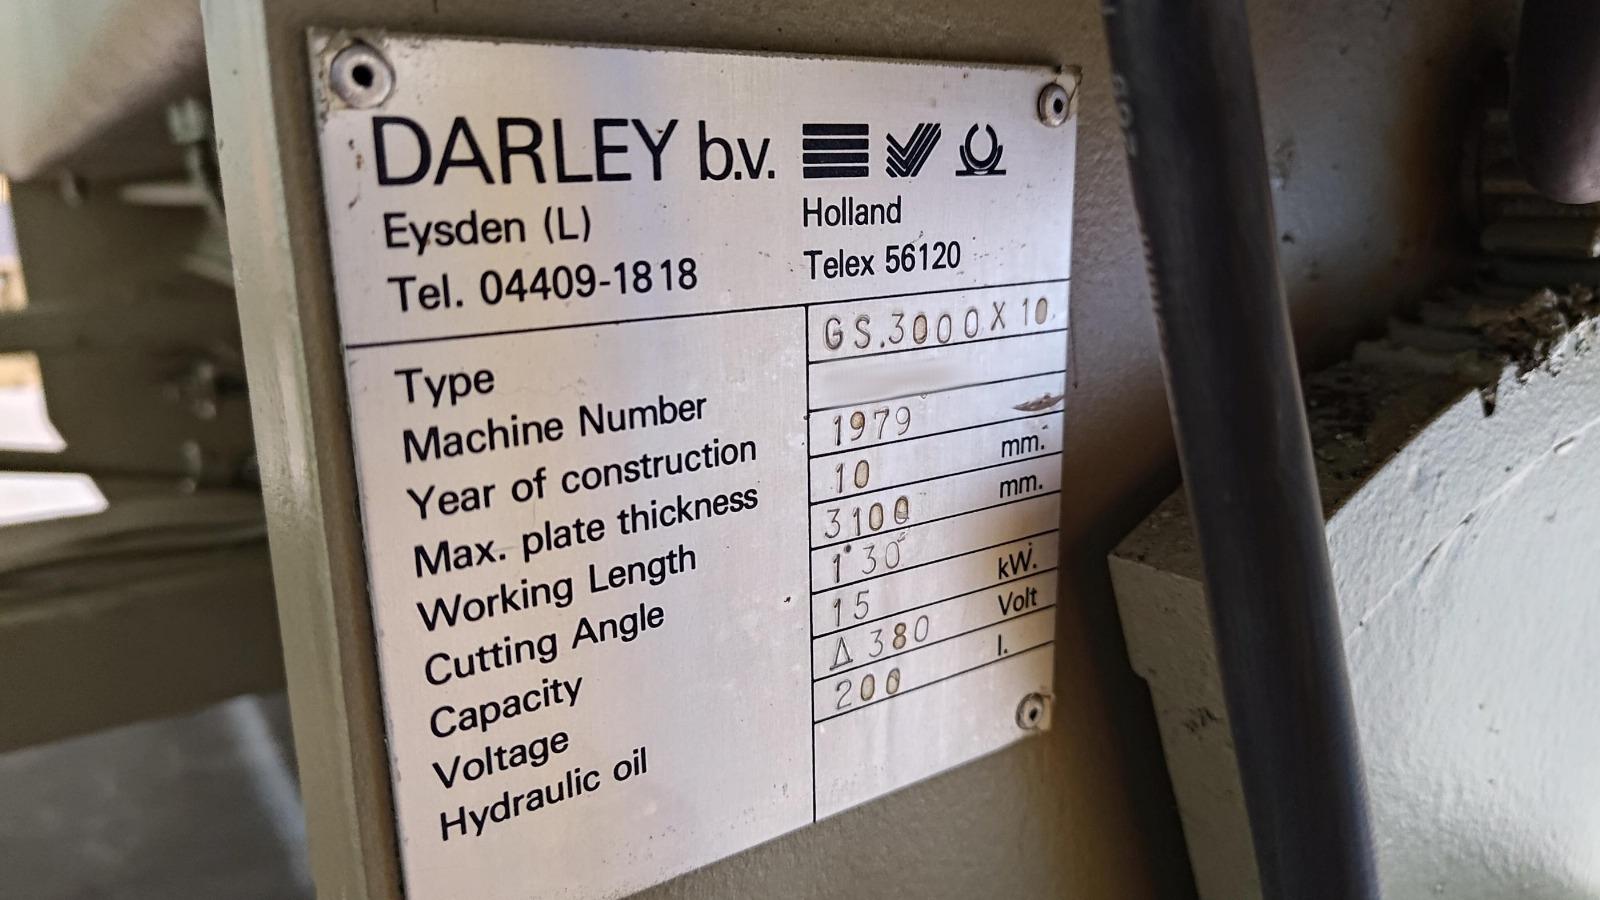 DARLEY b.v.
Eysden (L) Holland
Tel. 04409-1818 Telex 56120
Type GS.3000X10
Machine Number
Year of construction 1979
Max. plate thickness 10 mm.
Working Length 3100 mm.
Cutting Angle 1°30'
Capacity 15 kW.
Voltage Δ 380 Volt
Hydraulic oil 200 l.